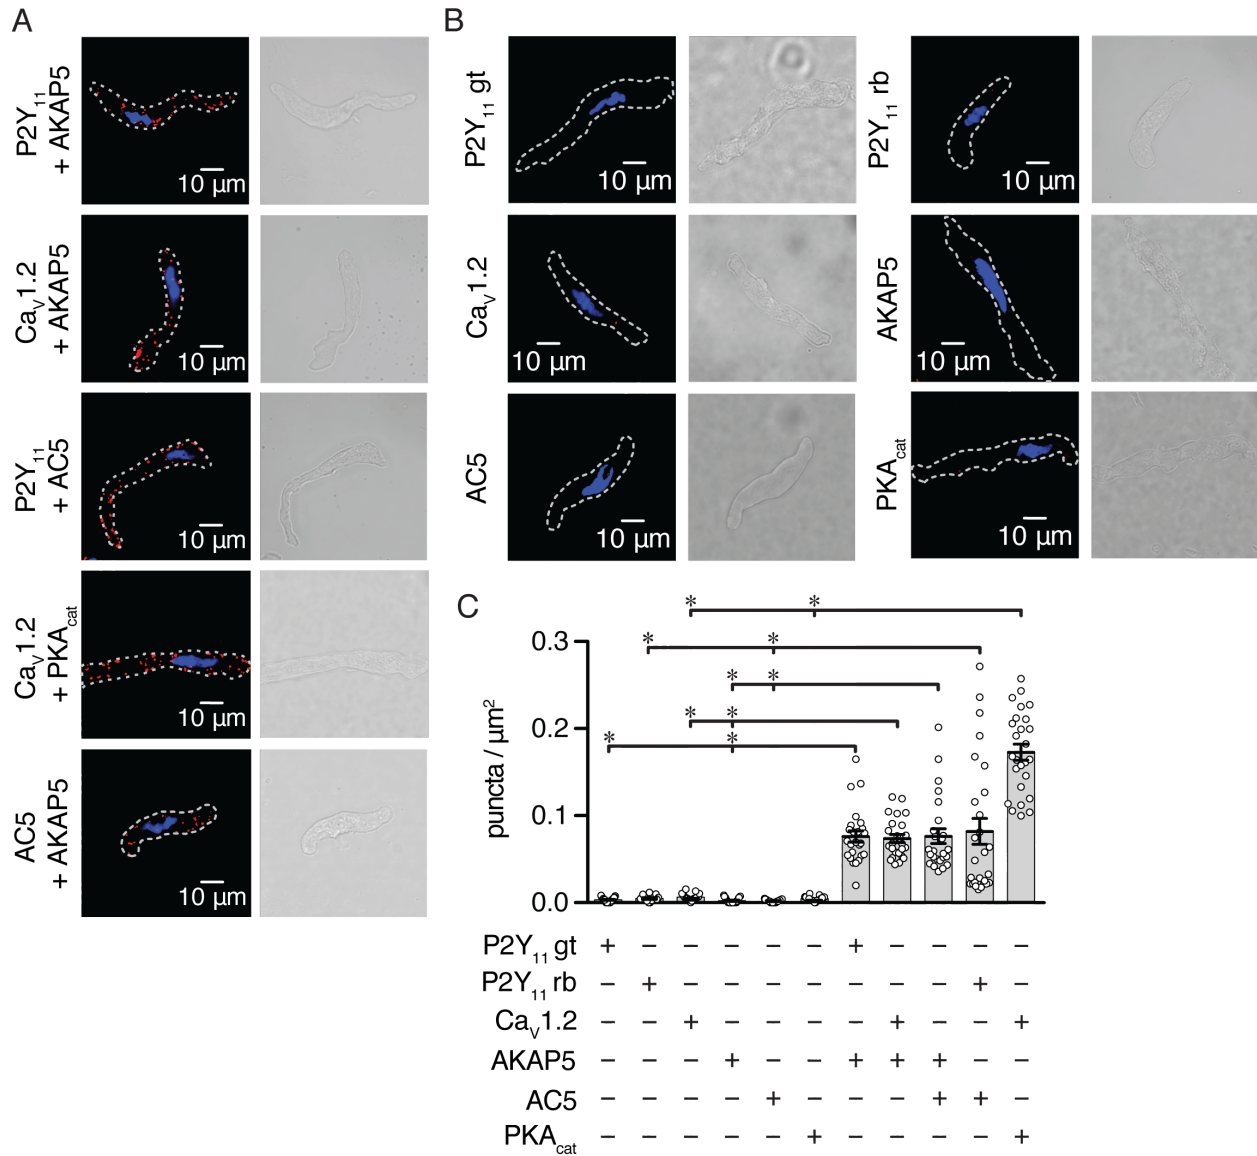 A
P2Y11 + AKAP5
10 µm
CaV1.2 + AKAP5
10 µm
P2Y11 + AC5
10 µm
CaV1.2 + PKAcat
10 µm
AC5 + AKAP5
10 µm
B
P2Y11 gt
10 µm
P2Y11 rb
10 µm
CaV1.2
10 µm
AKAP5
10 µm
AC5
10 µm
PKAcat
10 µm
C
* *
* *
* *
* *
* *
puncta / µm²
0.3
0.2
0.1
0.0
P2Y11 gt + – – – – – + – – – –
P2Y11 rb – + – – – – – – – + –
CaV1.2 – – + – – – – + – – +
AKAP5 – – – + – – + + + – –
AC5 – – – – + – – – + + –
PKAcat – – – – – + – – – – +